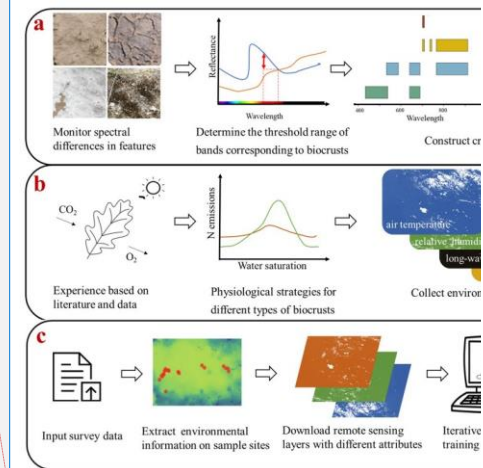 a
Reflectance
Wavelength
400
600
800
Wavelength
Monitor spectral
differences in features
Determine the threshold range of
bands corresponding to biocrusts
Construct
b
CO2
O2
N emissions
Water saturation
air temperature
relative humidi
long-wav
Experience based on
literature and data
Physiological strategies for
different types of biocrusts
Collect environ
c
Input survey data
Extract environmental
information on sample sites
Download remote sensing
layers with different attributes
Iterative
training